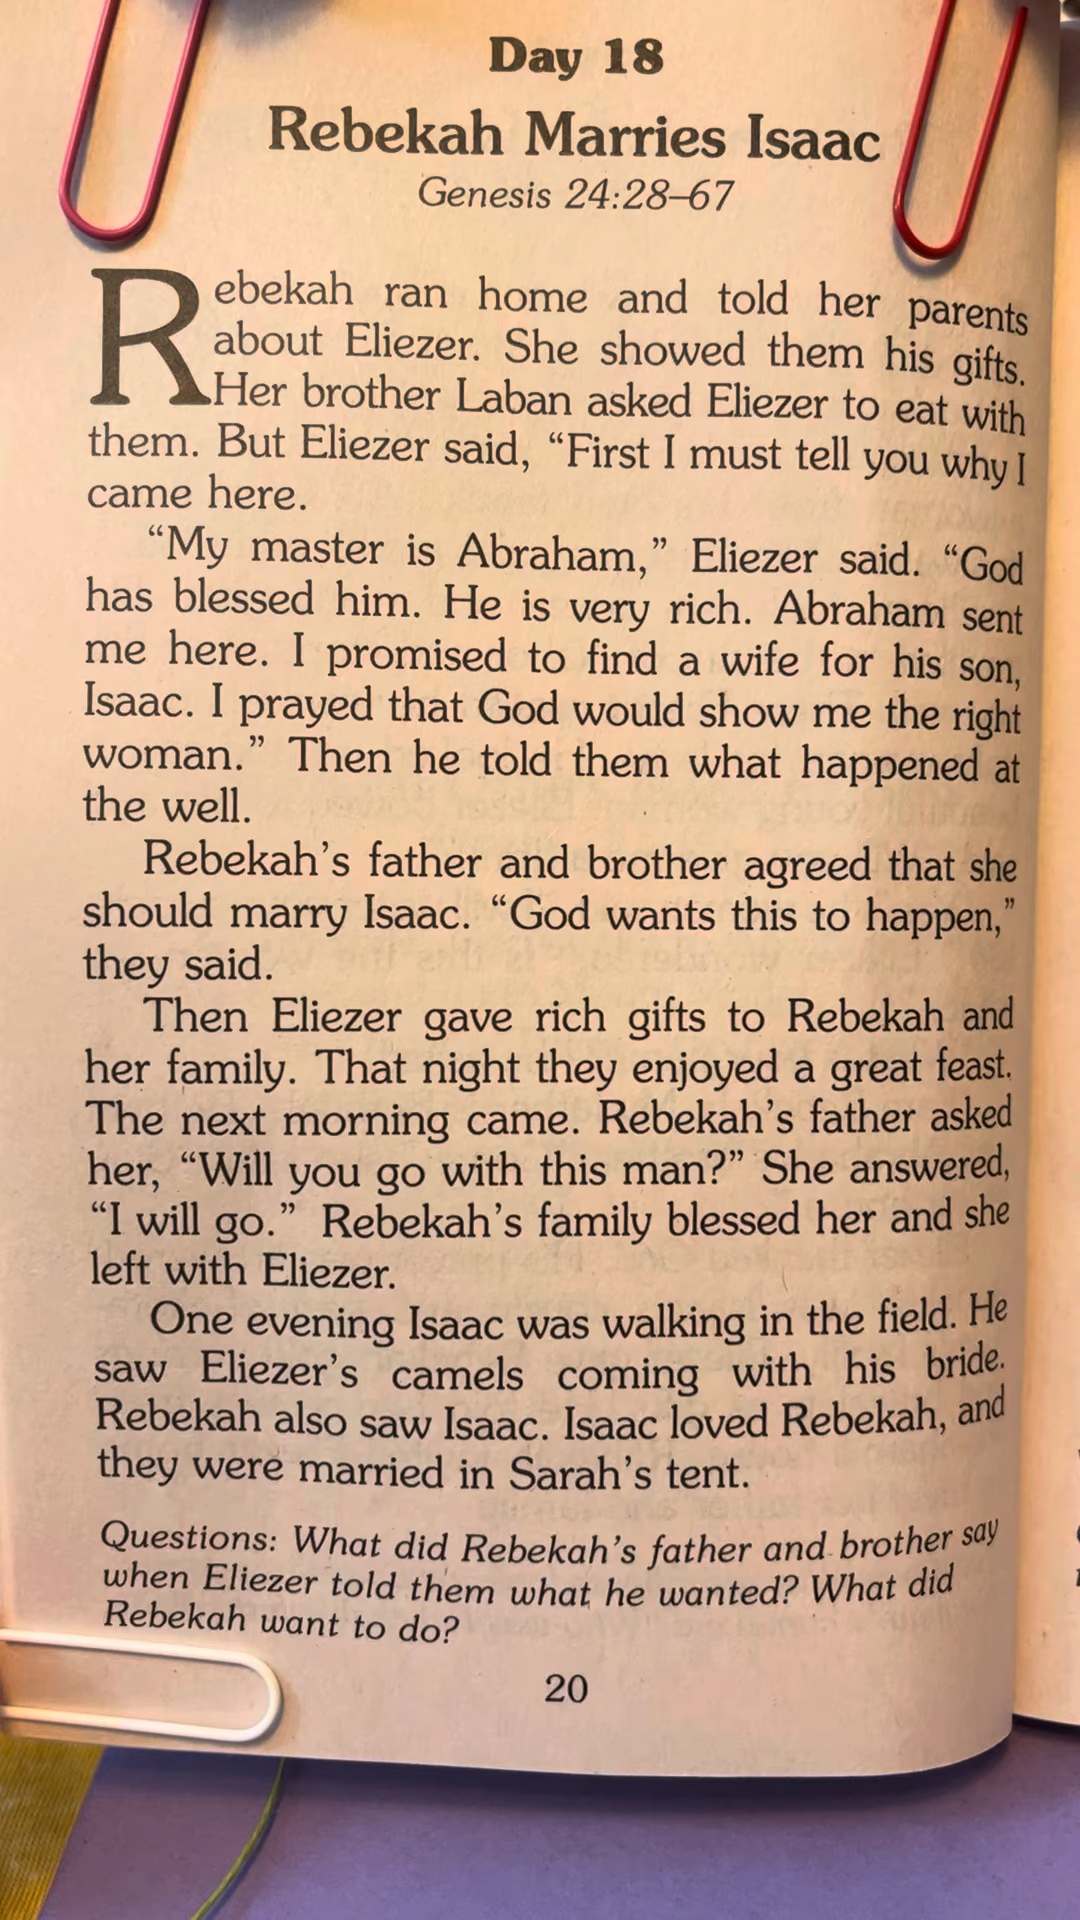 Day 18
Rebekah Marries Isaac
Genesis 24:28–67
Rebekah ran home and told her parents
about Eliezer. She showed them his gifts.
Her brother Laban asked Eliezer to eat with
them. But Eliezer said, “First I must tell you why I
came here.
“My master is Abraham,” Eliezer said. “God
has blessed him. He is very rich. Abraham sent
me here. I promised to find a wife for his son,
Isaac. I prayed that God would show me the right
woman.” Then he told them what happened at
the well.
Rebekah’s father and brother agreed that she
should marry Isaac. “God wants this to happen,”
they said.
Then Eliezer gave rich gifts to Rebekah and
her family. That night they enjoyed a great feast.
The next morning came. Rebekah’s father asked
her, “Will you go with this man?” She answered,
“I will go.” Rebekah’s family blessed her and she
left with Eliezer.
One evening Isaac was walking in the field. He
saw Eliezer’s camels coming with his bride.
Rebekah also saw Isaac. Isaac loved Rebekah, and
they were married in Sarah’s tent.
Questions: What did Rebekah’s father and brother say
when Eliezer told them what he wanted? What did
Rebekah want to do?
20